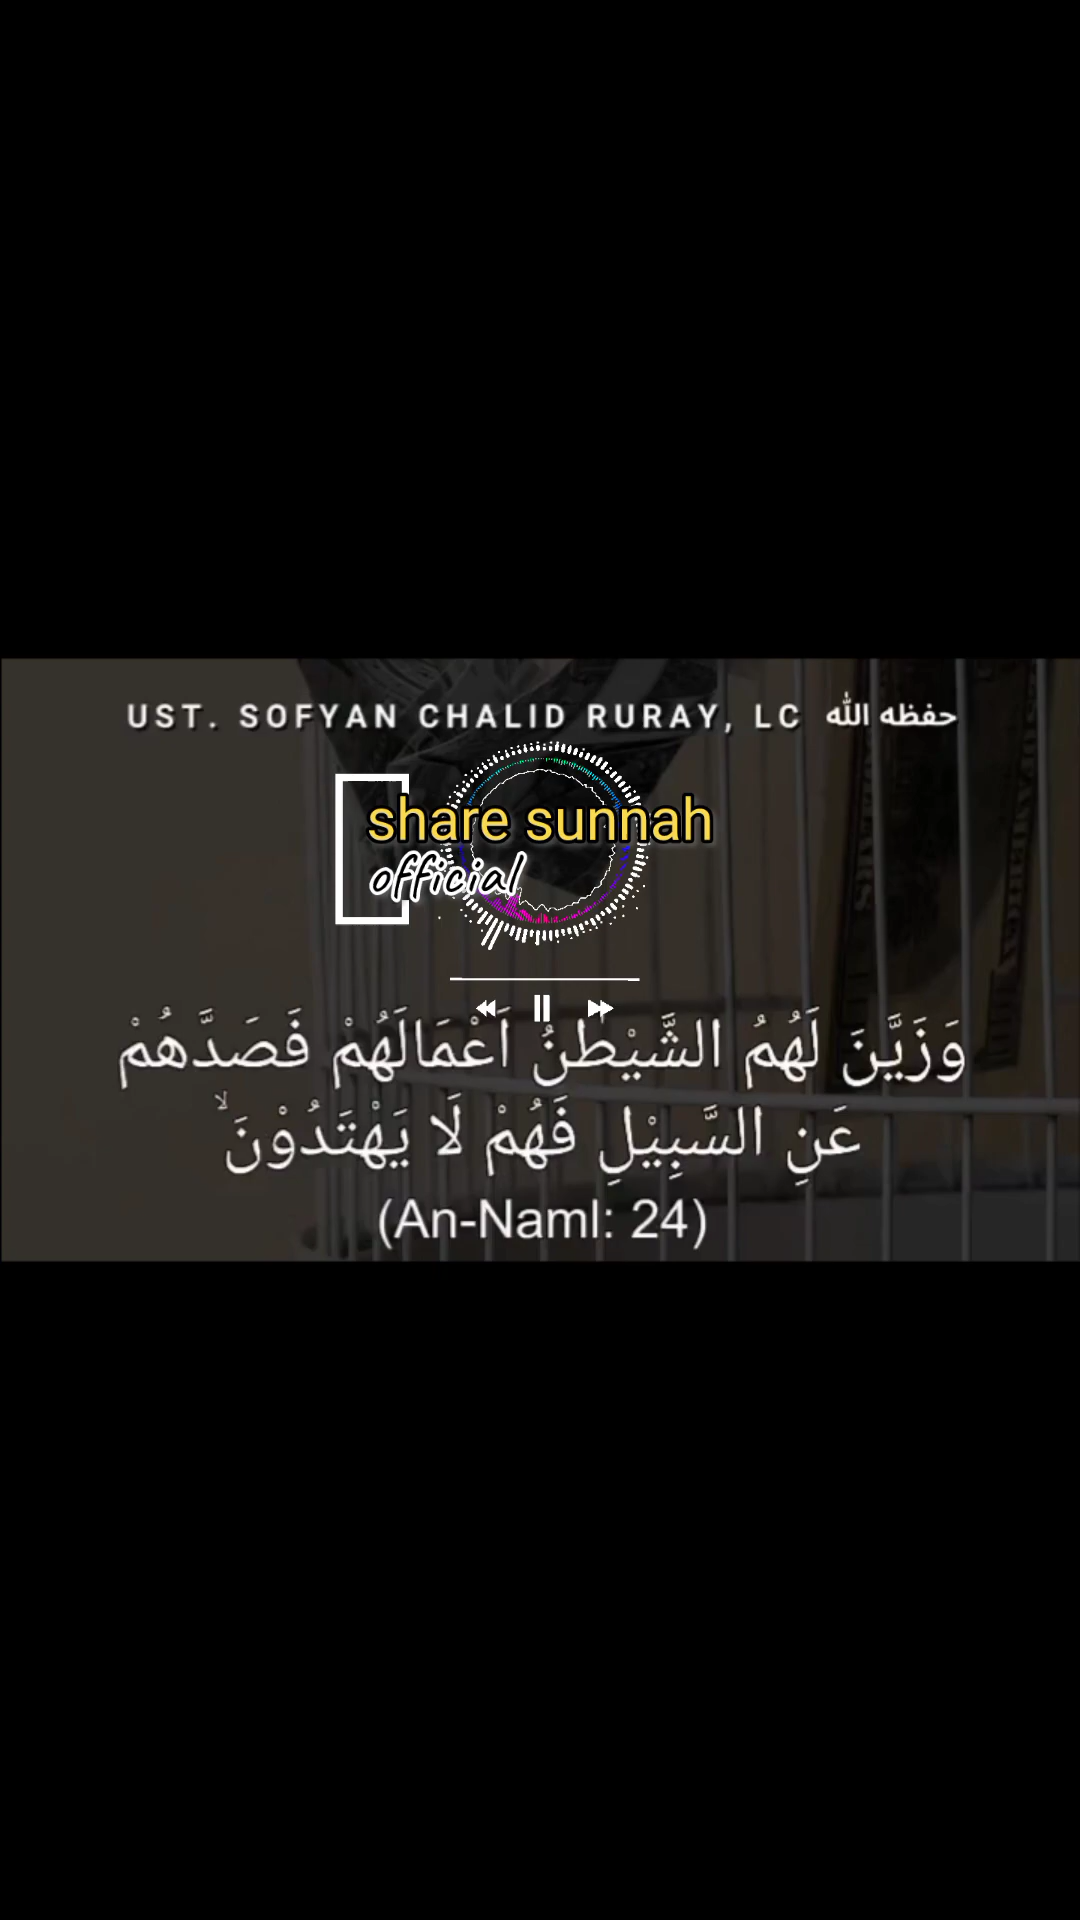 UST. SOFYAN CHALID RURAY, LC حفظه الله
share sunnah
official
وَزَيَّنَ لَهُمُ الشَّيْطٰنُ اَعْمَالَهُمْ فَصَدَّهُمْ
عَنِ السَّبِيْلِ فَهُمْ لَا يَهْتَدُوْنَۙ
(An-Naml: 24)